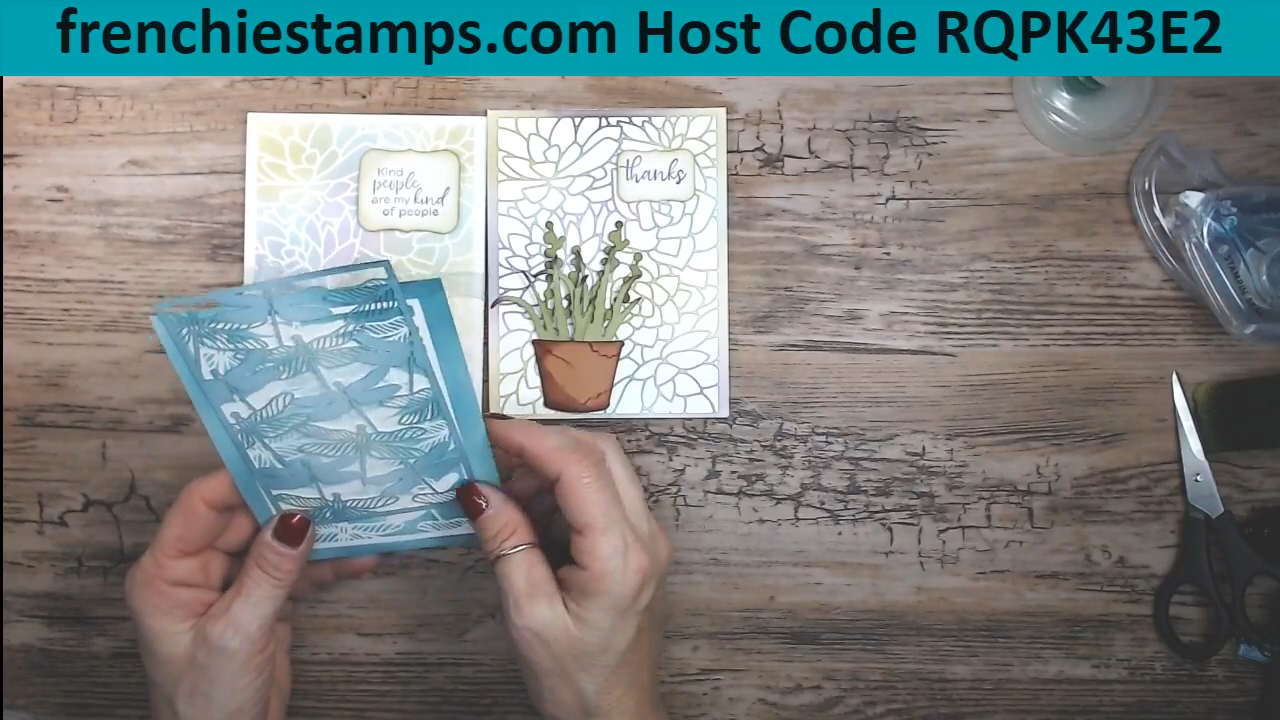 frenchiestamps.com Host Code RQPK43E2
Kind
people
are my kind
of people
thanks